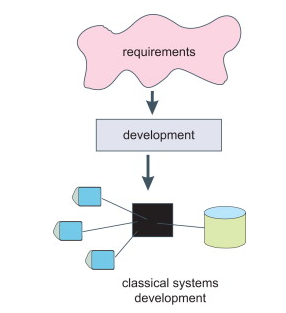 requirements
development
classical systems
development